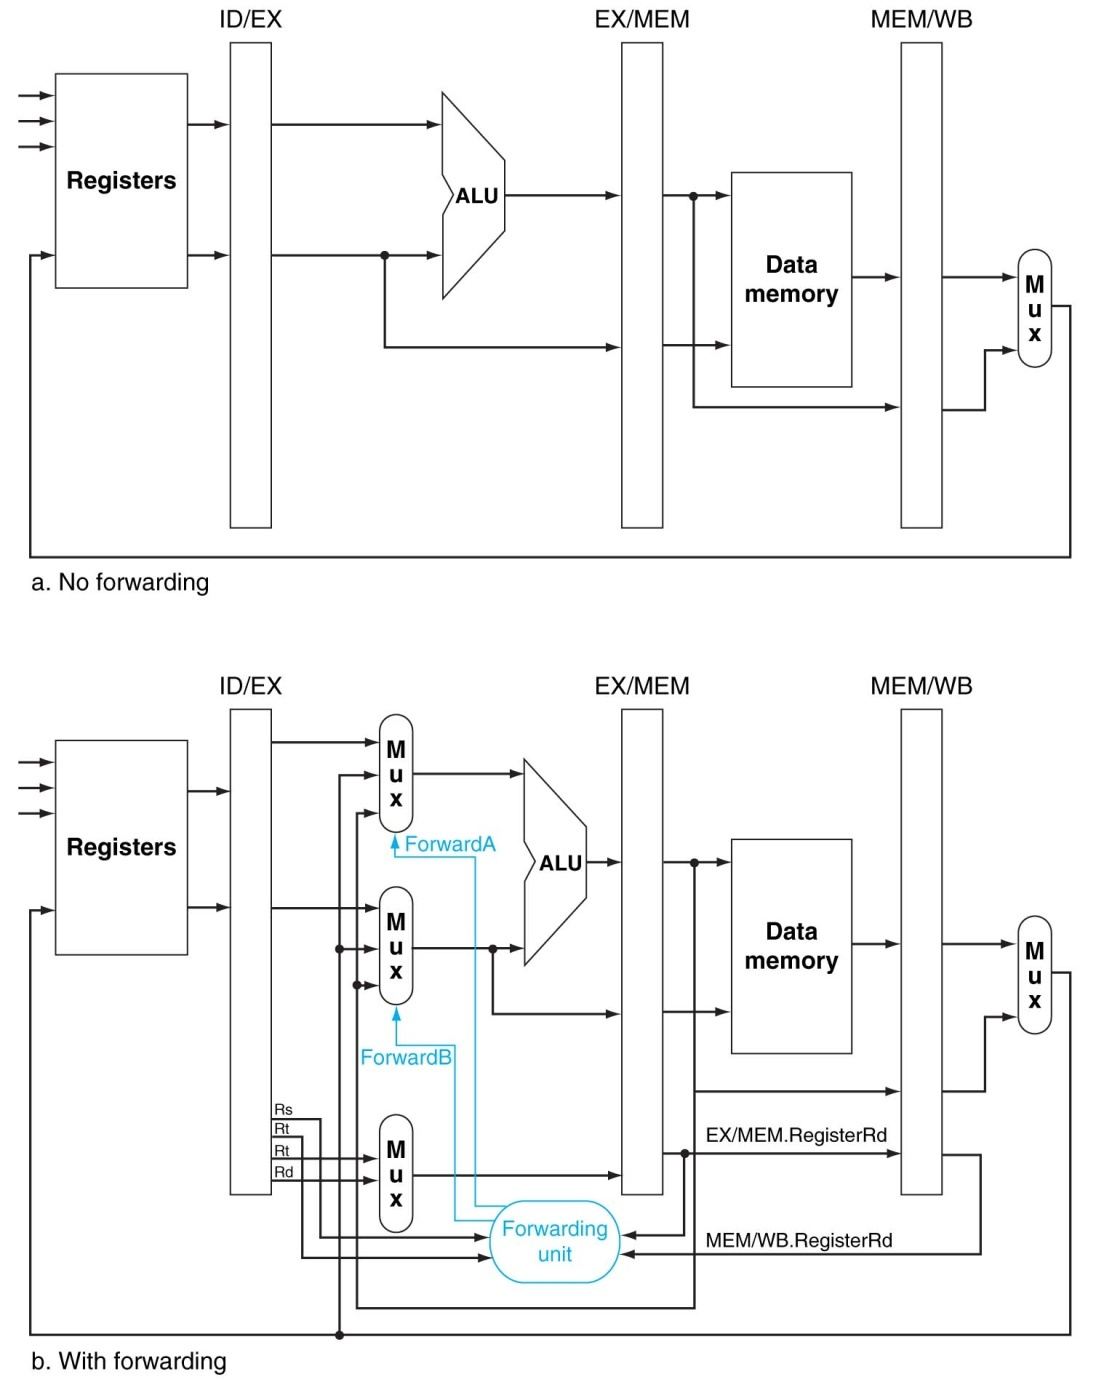 ID/EX
EX/MEM
MEM/WB
Registers
ALU
Data
memory
M
u
x
a. No forwarding
ID/EX
EX/MEM
MEM/WB
Registers
M
u
x
ForwardA
ALU
M
u
x
ForwardB
Data
memory
M
u
x
Rs
Rt
Rt
Rd
M
u
x
EX/MEM.RegisterRd
Forwarding
unit
MEM/WB.RegisterRd
b. With forwarding